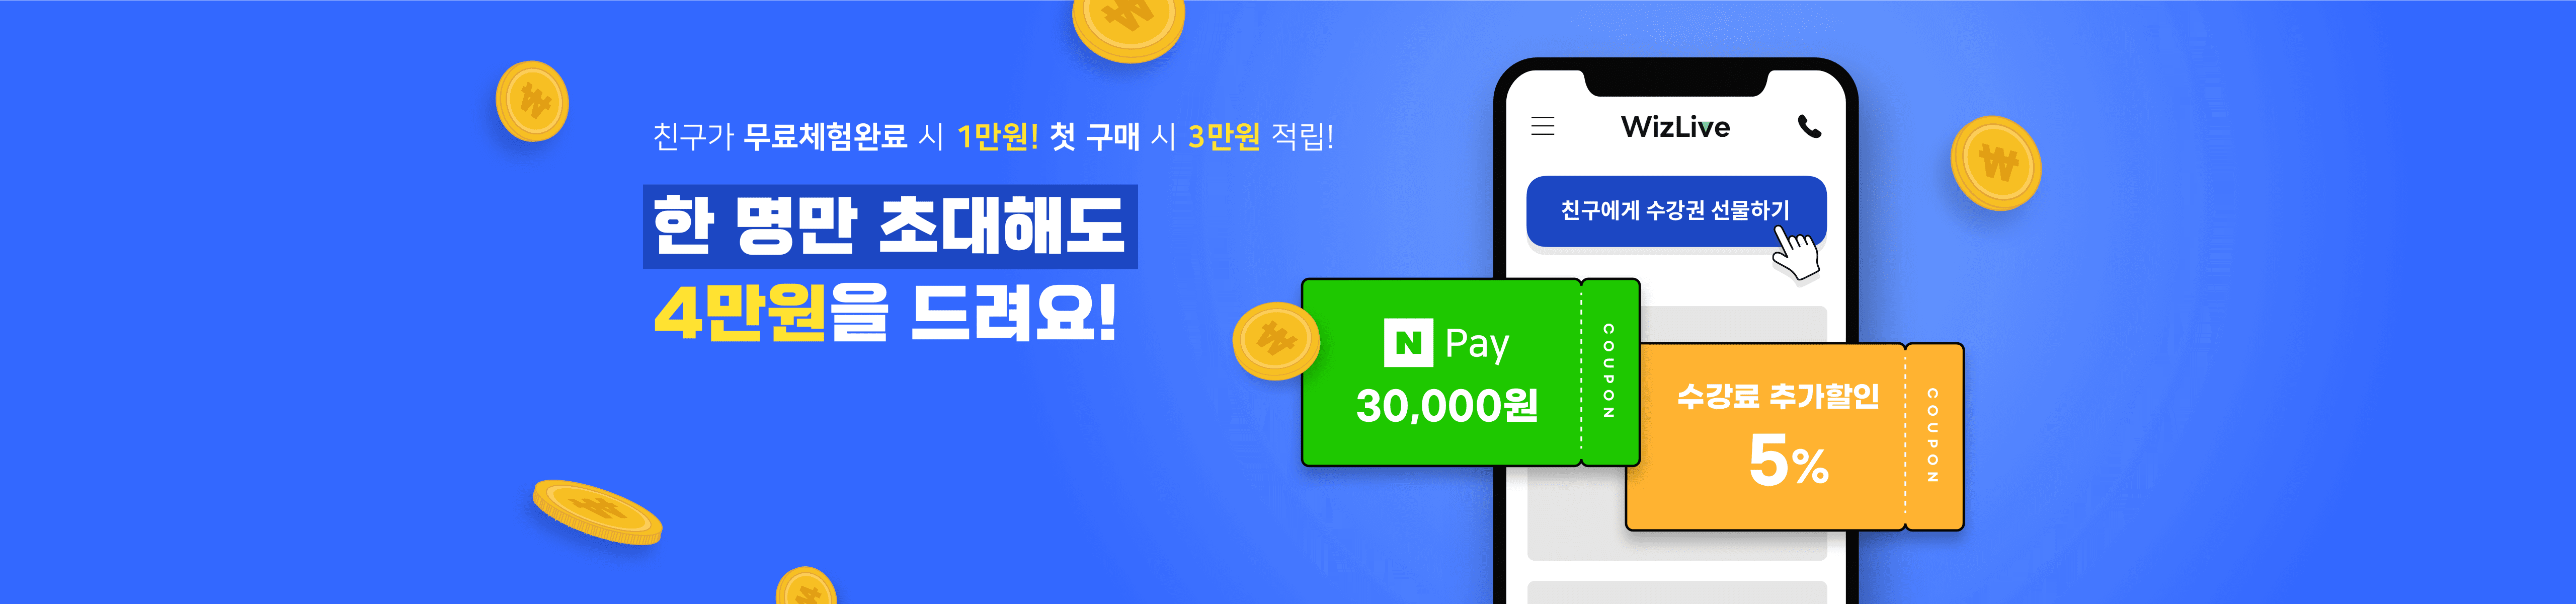 친구가 무료체험완료 시 1만원! 첫 구매 시 3만원 적립!
한 명만 초대해도
4만원을 드려요!
WizLive
친구에게 수강권 선물하기
N Pay
30,000원
COUPON
수강료 추가할인
5%
COUPON